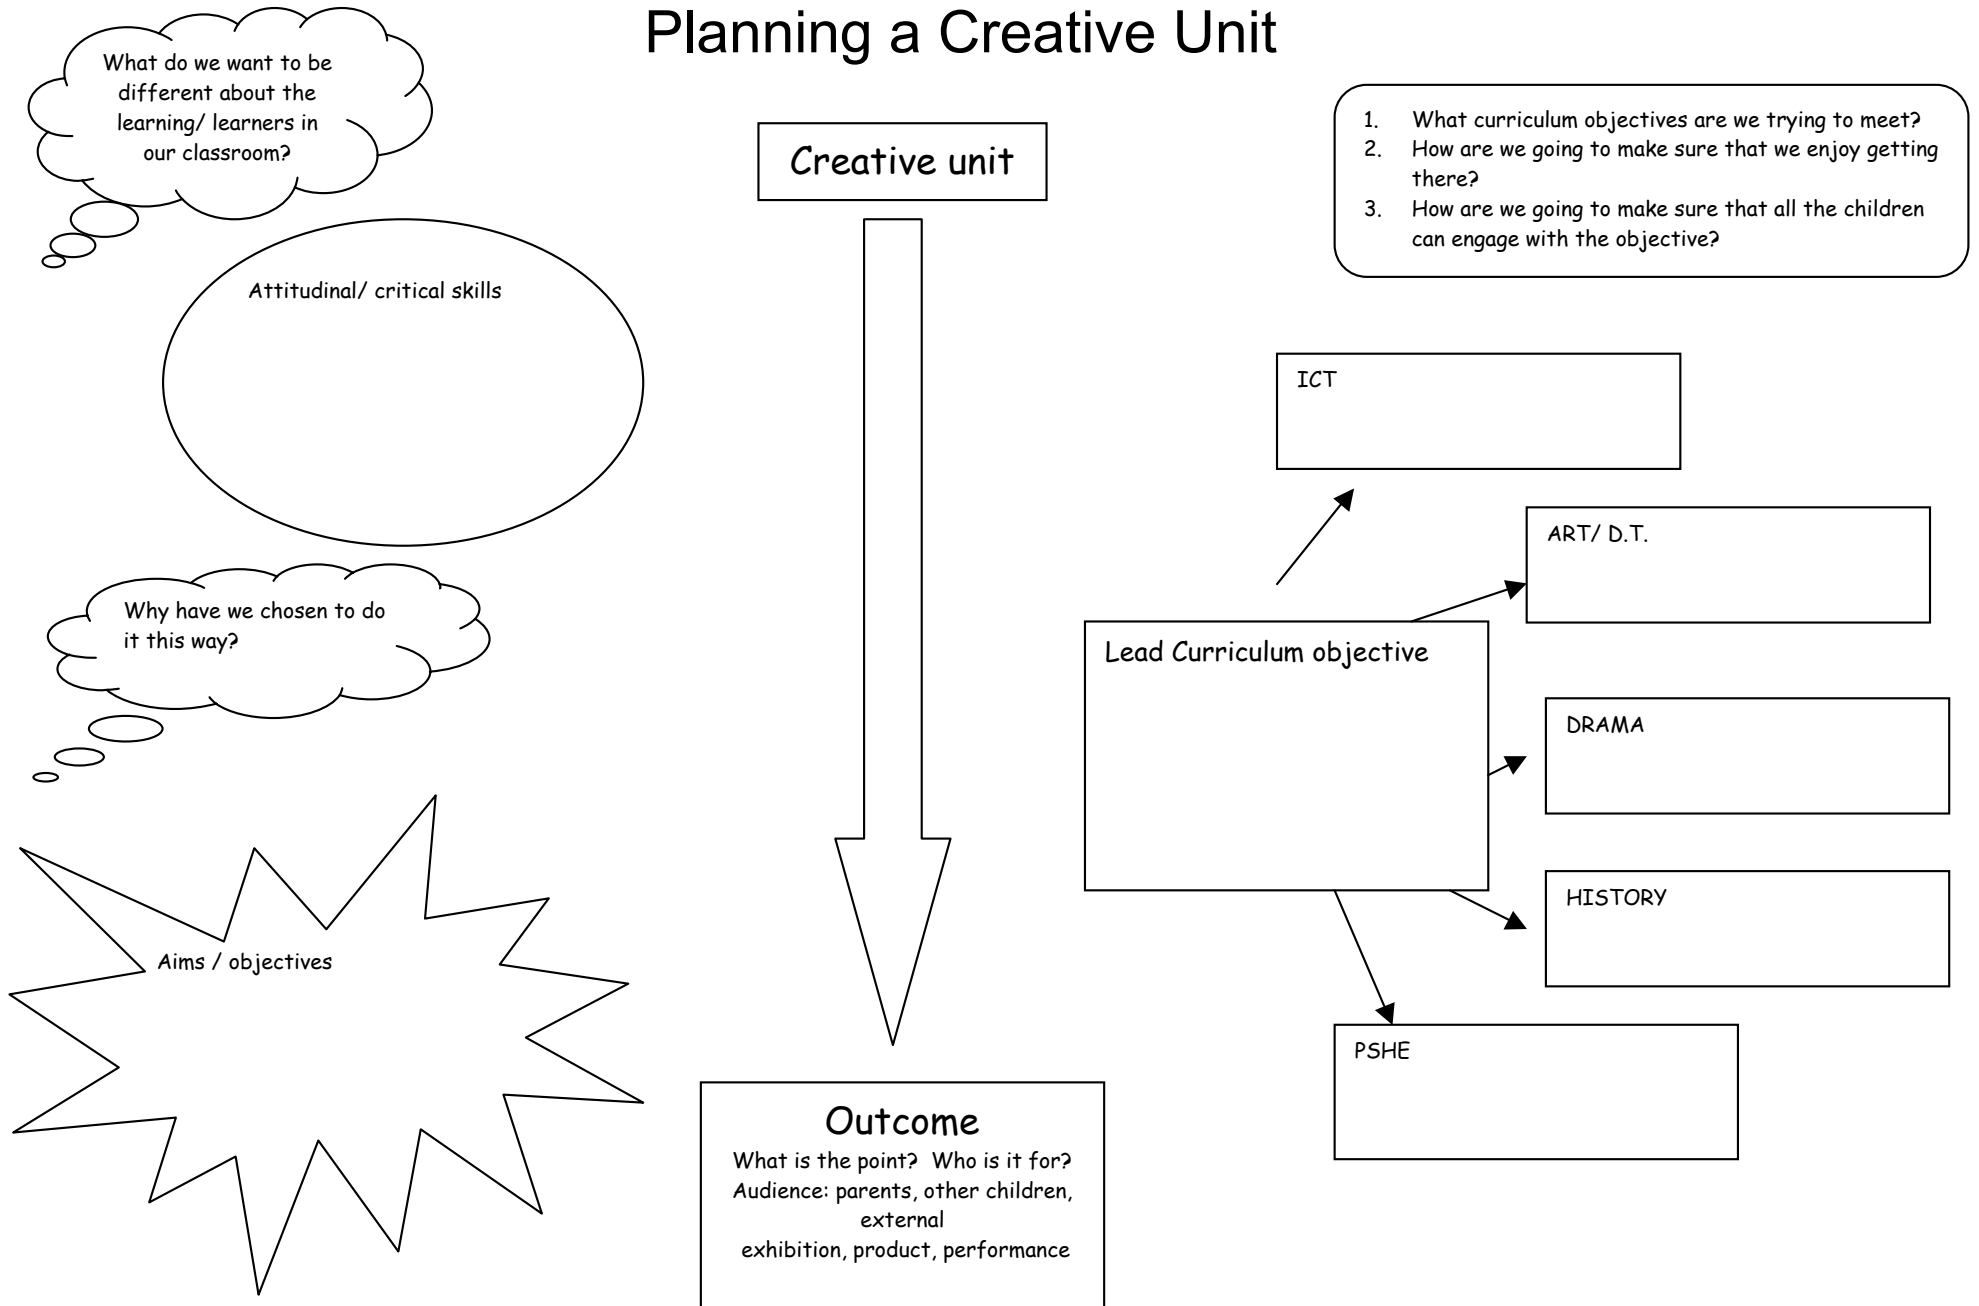 Planning a Creative Unit
What do we want to be
different about the
learning/ learners in
our classroom?
Creative unit
1. What curriculum objectives are we trying to meet?
2. How are we going to make sure that we enjoy getting
there?
3. How are we going to make sure that all the children
can engage with the objective?
Attitudinal/ critical skills
ICT
ART/ D.T.
Why have we chosen to do
it this way?
Lead Curriculum objective
DRAMA
HISTORY
Aims / objectives
PSHE
Outcome
What is the point?  Who is it for?
Audience: parents, other children,
external
exhibition, product, performance